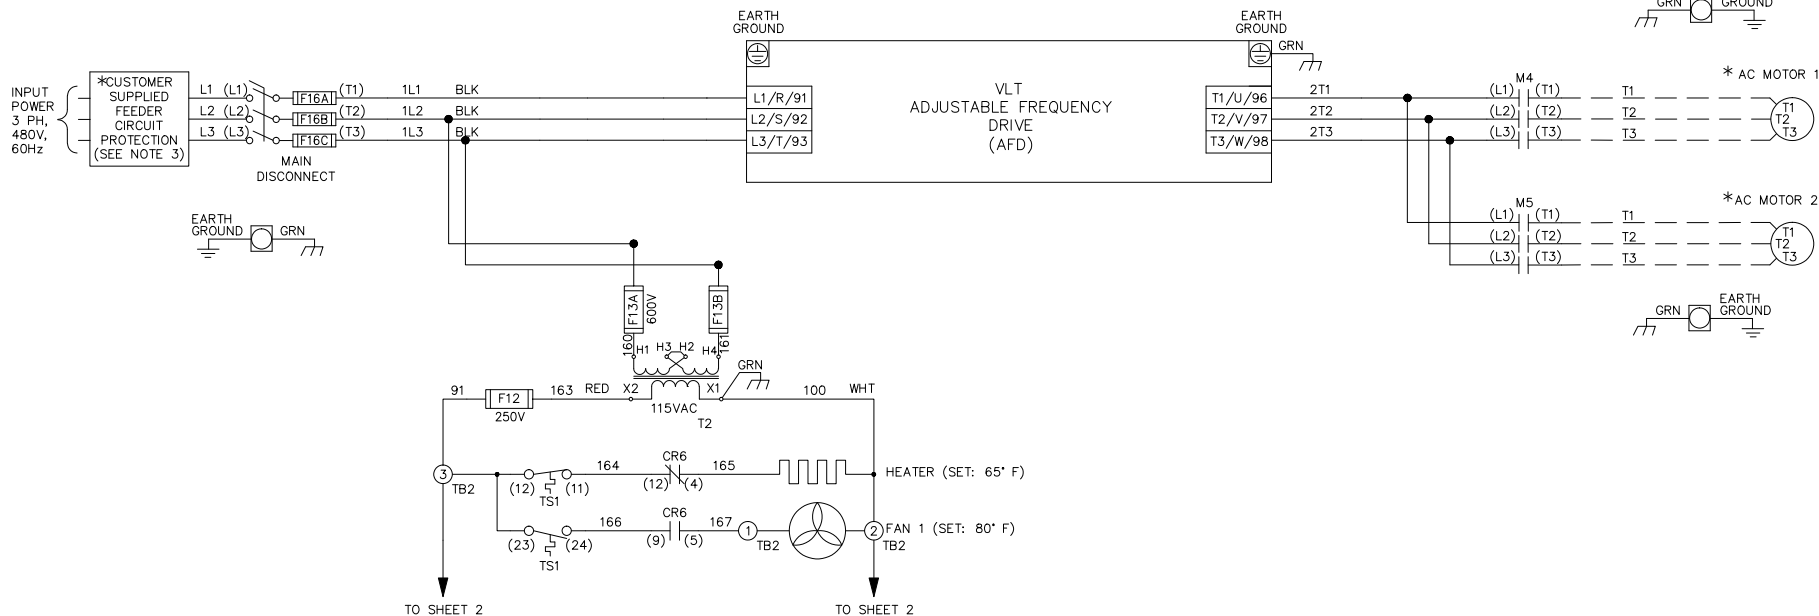 GRN
GROUND
EARTH
GROUND
EARTH
GROUND
GRN
INPUT
POWER
3 PH,
480V,
60Hz
*CUSTOMER
SUPPLIED
FEEDER
CIRCUIT
PROTECTION
(SEE NOTE 3)
L1 (L1)
L2 (L2)
L3 (L3)
F16A
F16B
F16C
(T1)
(T2)
(T3)
MAIN
DISCONNECT
1L1 BLK
1L2 BLK
1L3 BLK
L1/R/91
L2/S/92
L3/T/93
VLT
ADJUSTABLE FREQUENCY
DRIVE
(AFD)
T1/U/96
T2/V/97
T3/W/98
2T1
2T2
2T3
M4
(L1) (T1) T1
(L2) (T2) T2
(L3) (T3) T3
* AC MOTOR 1
T1
T2
T3
M5
(L1) (T1) T1
(L2) (T2) T2
(L3) (T3) T3
*AC MOTOR 2
T1
T2
T3
EARTH
GROUND
GRN
GRN
EARTH
GROUND
F13A
600V
F13B
160
161
H1 H3 H2 H4
GRN
91
F12
250V
163 RED X2
X1
115VAC
T2
100 WHT
3
TB2
(12) (11)
TS1
164
CR6
(12) (4)
165
HEATER (SET: 65° F)
(23) (24)
TS1
166
CR6
(9) (5)
167
1
TB2
2
TB2
FAN 1 (SET: 80° F)
TO SHEET 2
TO SHEET 2